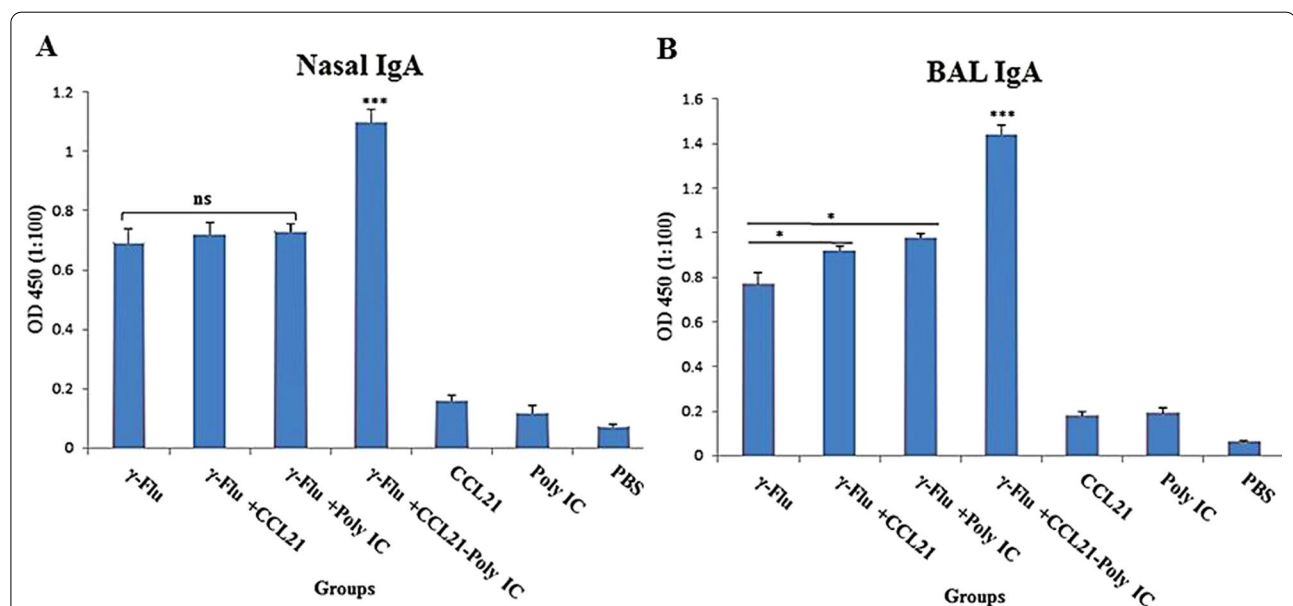 A
Nasal IgA
OD 450 (1:100)
1.2
1
0.8
0.6
0.4
0.2
0
ns
***
γ-Flu
γ-Flu +CCL21
γ-Flu +Poly IC
γ-Flu +CCL21-Poly IC
CCL21
Poly IC
PBS
Groups
B
BAL IgA
OD 450 (1:100)
1.6
1.4
1.2
1
0.8
0.6
0.4
0.2
0
*
*
***
γ-Flu
γ-Flu +CCL21
γ-Flu +Poly IC
γ-Flu +CCL21-Poly IC
CCL21
Poly IC
PBS
Groups